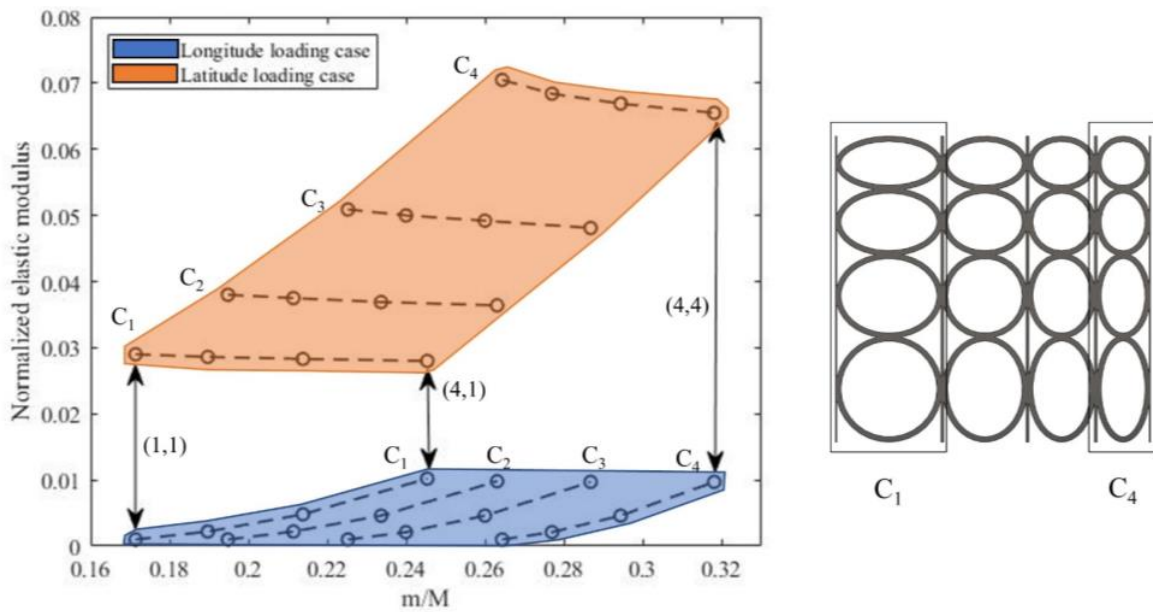 0.08
0.07
0.06
0.05
0.04
0.03
0.02
0.01
0
Normalized elastic modulus
Longitude loading case
Latitude loading case
C4
C3
C2
C1
(4,4)
(4,1)
(1,1)
C1 C2 C3 C4
0.16 0.18 0.2 0.22 0.24 0.26 0.28 0.3 0.32
m/M
C1 C4